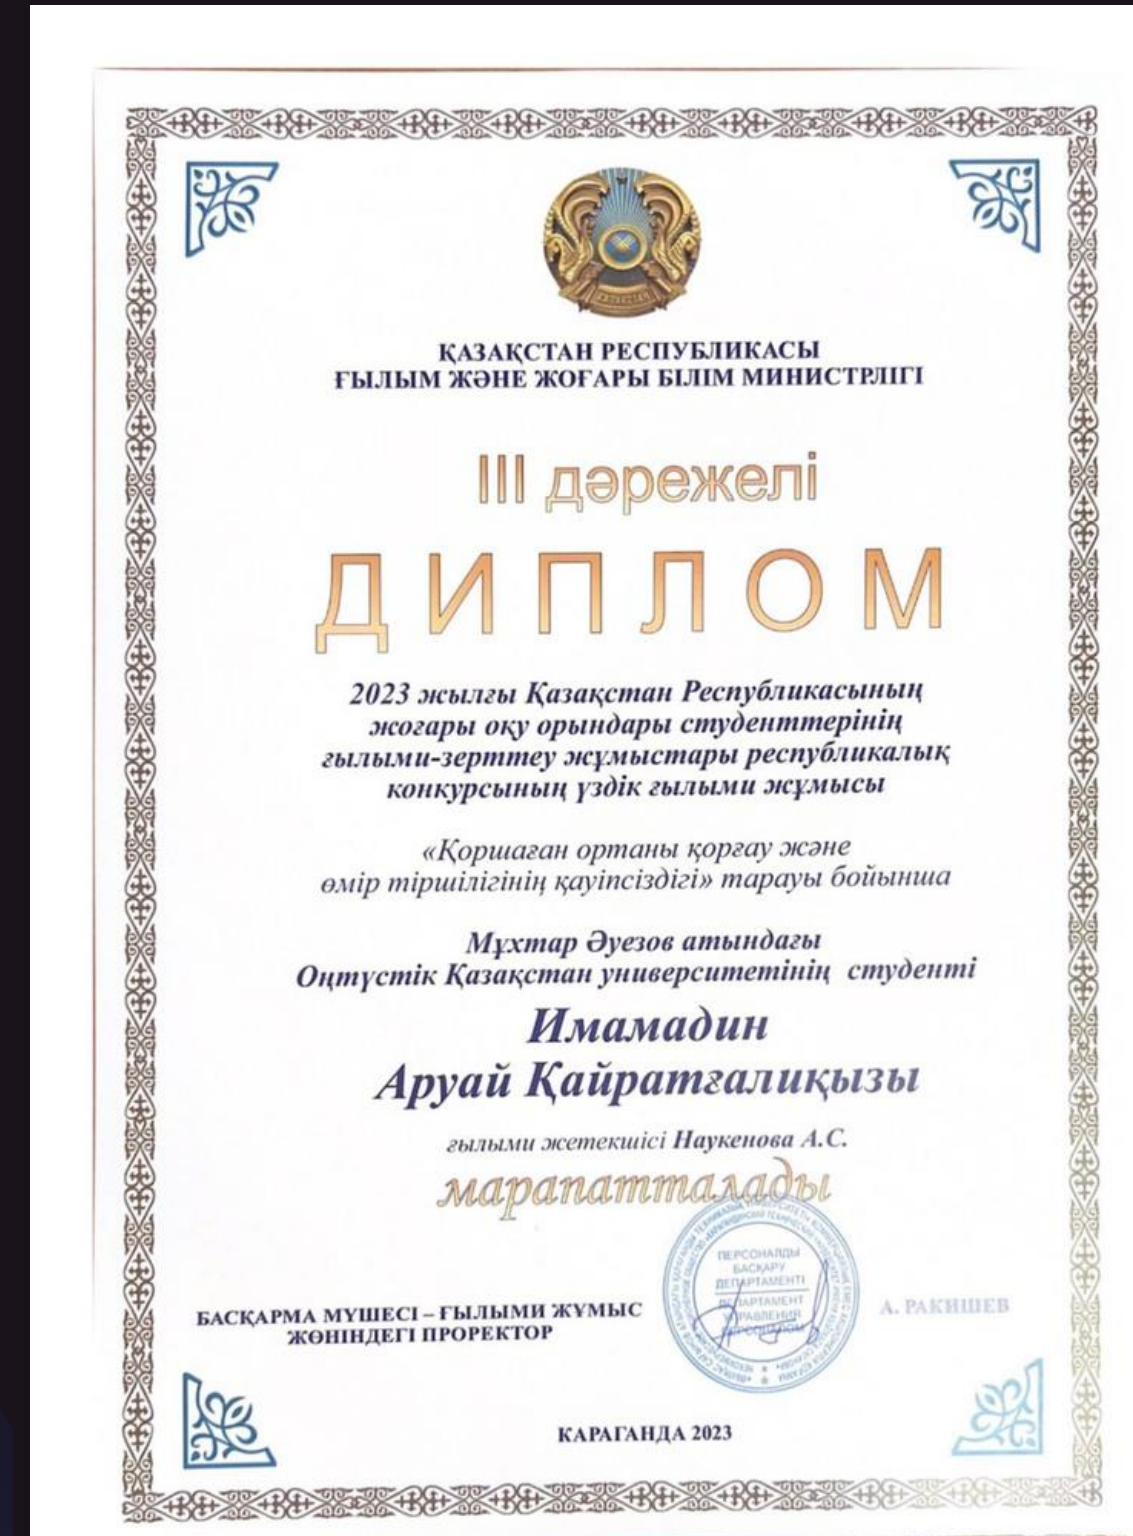 ҚАЗАҚСТАН РЕСПУБЛИКАСЫ
ҒЫЛЫМ ЖӘНЕ ЖОҒАРЫ БІЛІМ МИНИСТРЛІГІ
III дәрежелі
ДИПЛОМ
2023 жылғы Қазақстан Республикасының
жоғары оқу орындары студенттерінің
ғылыми-зерттеу жұмыстары республикалық
конкурсының үздік ғылыми жұмысы
«Қоршаған ортаны қорғау және
өмір тіршілігінің қауіпсіздігі» тарауы бойынша
Мұхтар Әуезов атындағы
Оңтүстік Қазақстан университетінің студенті
Имамадин
Аруай Қайратғалиқызы
ғылыми жетекшісі Наукенова А.С.
марапатталады
ПЕРСОНАЛДЫ
БАСҚАРУ
ДЕПАРТАМЕНТІ
ДЕПАРТАМЕНТ
УПРАВЛЕНИЯ
ПЕРСОНАЛОМ
БАСҚАРМА МҮШЕСІ – ҒЫЛЫМИ ЖҰМЫС
ЖӨНІНДЕГІ ПРОРЕКТОР
А. РАКИШЕВ
КАРАГАНДА 2023